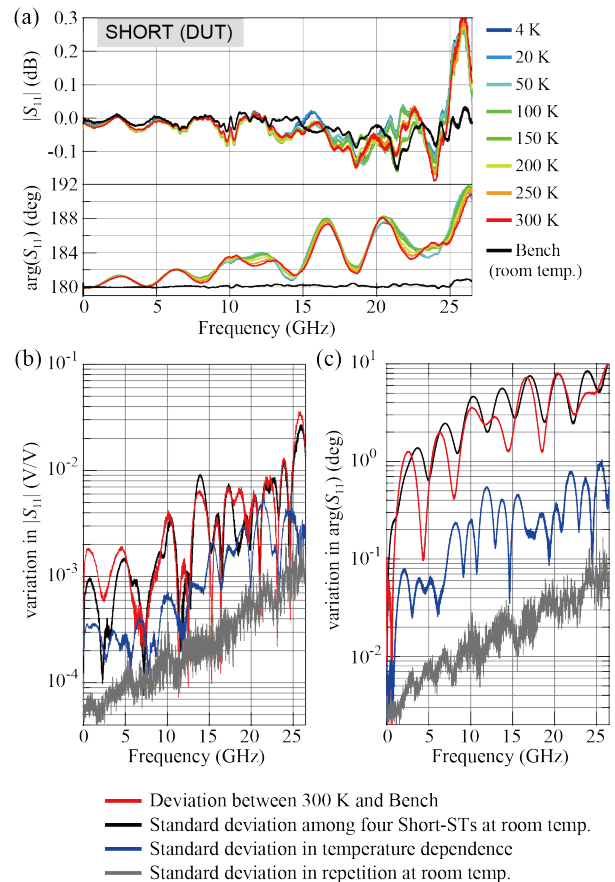 (a)
SHORT (DUT)
0.3
0.2
0.1
0.0
-0.1
|S11| (dB)
192
188
184
180
arg(S11) (deg)
0
5
10
15
20
25
Frequency (GHz)
4 K
20 K
50 K
100 K
150 K
200 K
250 K
300 K
Bench
(room temp.)
(b)
10-1
10-2
10-3
10-4
variation in |S11| (V/V)
0
5
10
15
20
25
Frequency (GHz)
(c)
101
100
10-1
10-2
variation in arg(S11) (deg)
0
5
10
15
20
25
Frequency (GHz)
Deviation between 300 K and Bench
Standard deviation among four Short-STs at room temp.
Standard deviation in temperature dependence
Standard deviation in repetition at room temp.